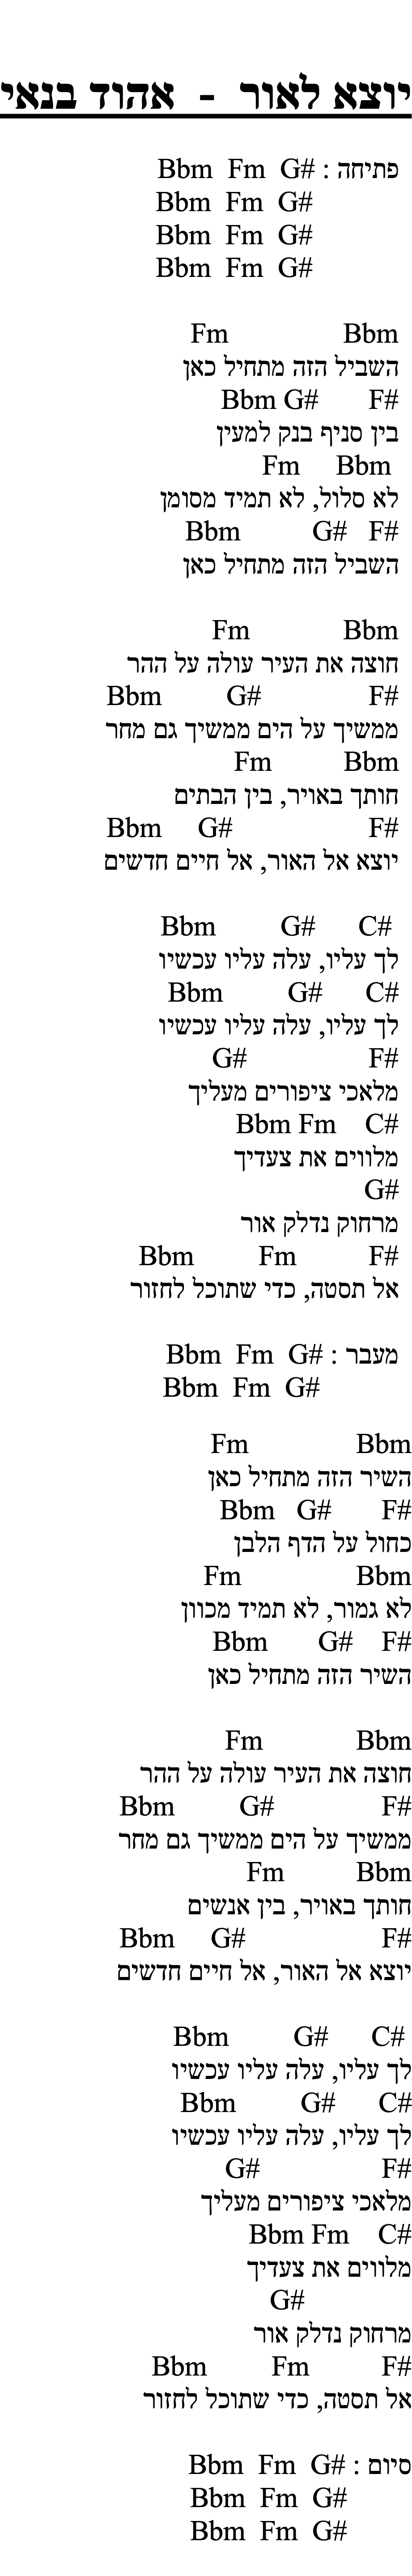 יוצא לאור - אהוד בנאי
פתיחה : Bbm Fm G#
Bbm Fm G#
Bbm Fm G#
Bbm Fm G#
Fm Bbm
השביל הזה מתחיל כאן
Bbm G# F#
בין סניף בנק למעין
Fm Bbm
לא סלול, לא תמיד מסומן
Bbm G# F#
השביל הזה מתחיל כאן
Fm Bbm
חוצה את העיר עולה על ההר
Bbm G# F#
ממשיך על הים ממשיך גם מחר
Fm Bbm
חותך באויר, בין הבתים
Bbm G# F#
יוצא אל האור, אל חיים חדשים
Bbm G# C#
לך עליו, עלה עליו עכשיו
Bbm G# C#
לך עליו, עלה עליו עכשיו
G# F#
מלאכי ציפורים מעליך
Bbm Fm C#
מלווים את צעדיך
G#
מרחוק נדלק אור
Bbm Fm F#
אל תסטה, כדי שתוכל לחזור
מעבר : Bbm Fm G#
Bbm Fm G#
Fm Bbm
השיר הזה מתחיל כאן
Bbm G# F#
כחול על הדף הלבן
Fm Bbm
לא גמור, לא תמיד מכוון
Bbm G# F#
השיר הזה מתחיל כאן
Fm Bbm
חוצה את העיר עולה על ההר
Bbm G# F#
ממשיך על הים ממשיך גם מחר
Fm Bbm
חותך באויר, בין אנשים
Bbm G# F#
יוצא אל האור, אל חיים חדשים
Bbm G# C#
לך עליו, עלה עליו עכשיו
Bbm G# C#
לך עליו, עלה עליו עכשיו
G# F#
מלאכי ציפורים מעליך
Bbm Fm C#
מלווים את צעדיך
G#
מרחוק נדלק אור
Bbm Fm F#
אל תסטה, כדי שתוכל לחזור
סיום : Bbm Fm G#
Bbm Fm G#
Bbm Fm G#